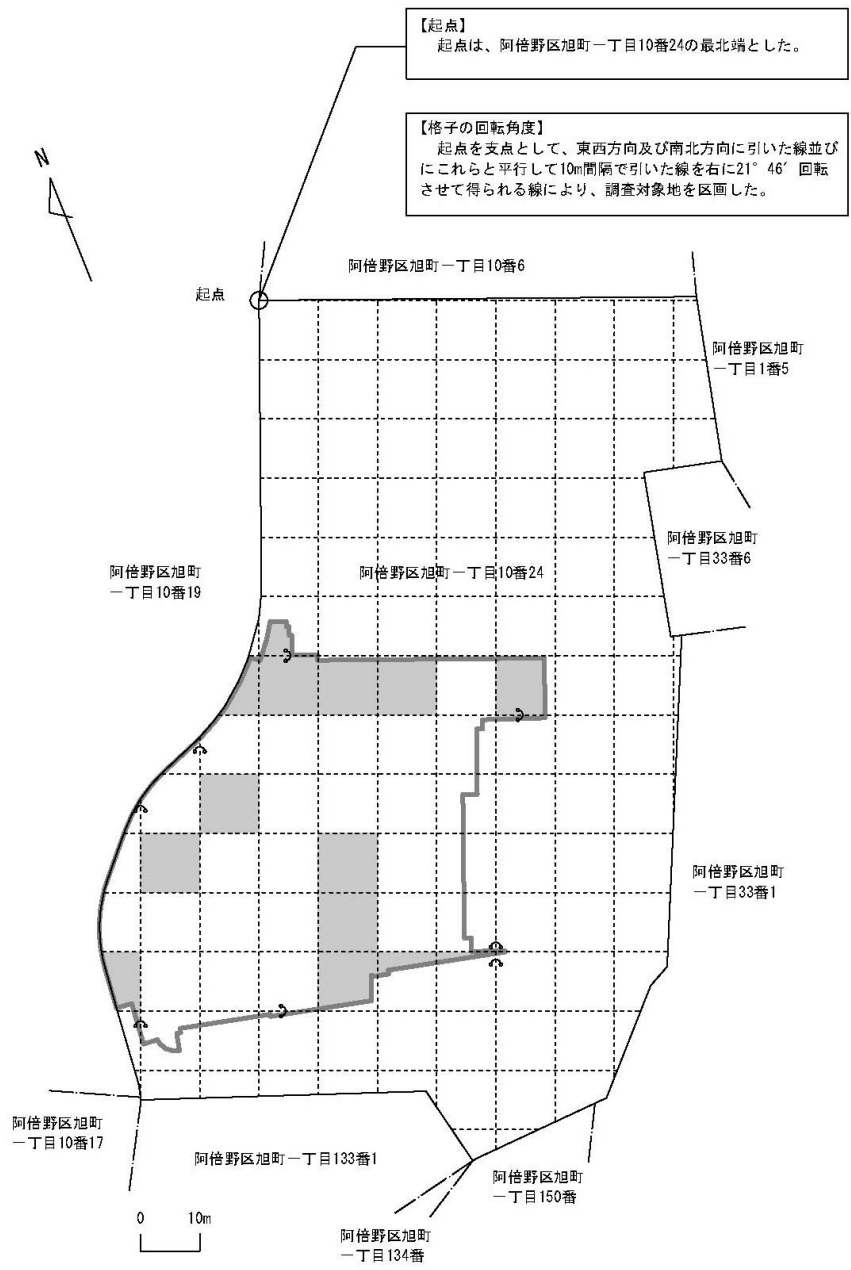 【起点】
起点は、阿倍野区旭町一丁目10番24の最北端とした。
【格子の回転角度】
起点を支点として、東西方向及び南北方向に引いた線並び
にこれらと平行して10m間隔で引いた線を右に21°46′回転
させて得られる線により、調査対象地を区画した。
N
阿倍野区旭町一丁目10番6
起点
阿倍野区旭町
一丁目1番5
阿倍野区旭町
一丁目33番6
阿倍野区旭町
一丁目10番19
阿倍野区旭町一丁目10番24
阿倍野区旭町
一丁目33番1
阿倍野区旭町
一丁目10番17
阿倍野区旭町一丁目133番1
阿倍野区旭町
一丁目150番
0 10m
阿倍野区旭町
一丁目134番